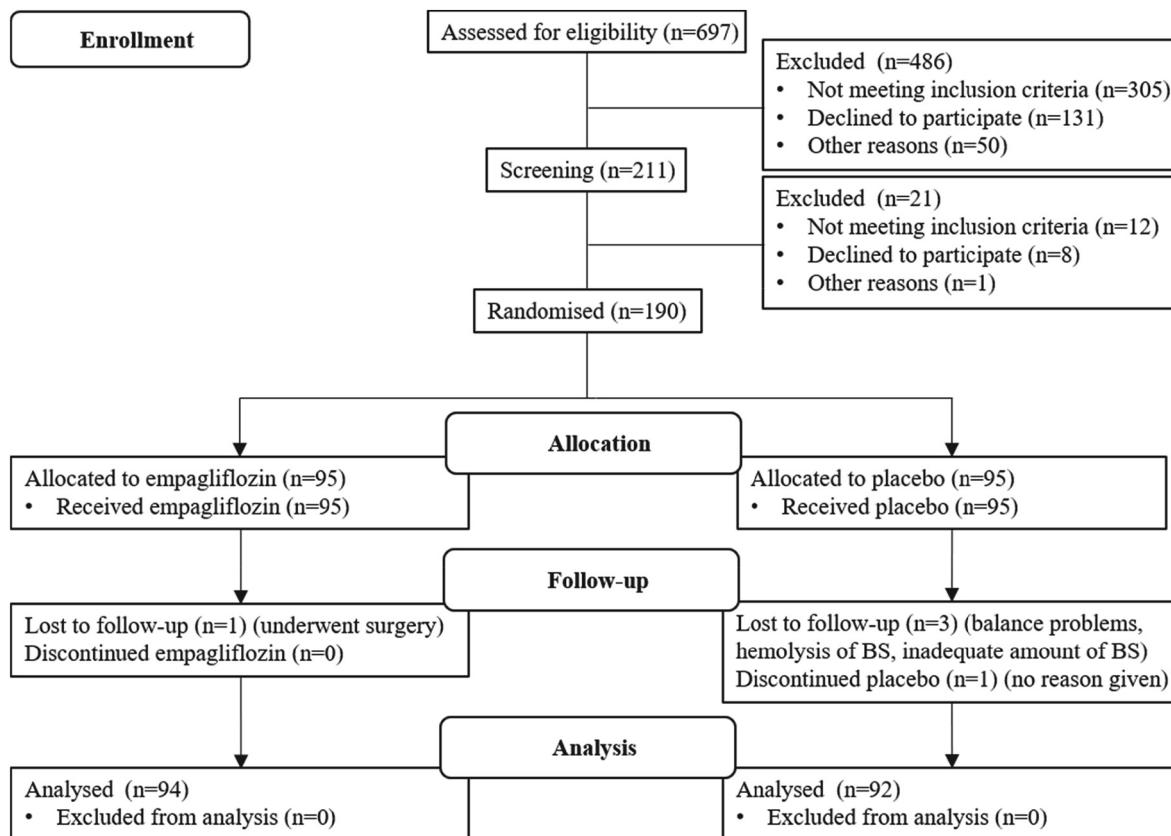 Enrollment
Assessed for eligibility (n=697)
Excluded (n=486)
• Not meeting inclusion criteria (n=305)
• Declined to participate (n=131)
• Other reasons (n=50)
Screening (n=211)
Excluded (n=21)
• Not meeting inclusion criteria (n=12)
• Declined to participate (n=8)
• Other reasons (n=1)
Randomised (n=190)
Allocation
Allocated to empagliflozin (n=95)
• Received empagliflozin (n=95)
Allocated to placebo (n=95)
• Received placebo (n=95)
Follow-up
Lost to follow-up (n=1) (underwent surgery)
Discontinued empagliflozin (n=0)
Lost to follow-up (n=3) (balance problems,
hemolysis of BS, inadequate amount of BS)
Discontinued placebo (n=1) (no reason given)
Analysis
Analysed (n=94)
• Excluded from analysis (n=0)
Analysed (n=92)
• Excluded from analysis (n=0)